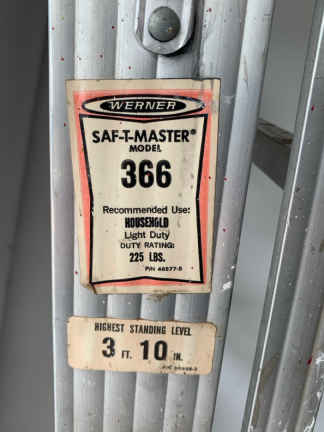 WERNER
SAF-T-MASTER®
MODEL
366
Recommended Use:
HOUSEHOLD
Light Duty
DUTY RATING:
225 LBS.
P/N
HIGHEST STANDING LEVEL
3 FT. 10 IN.